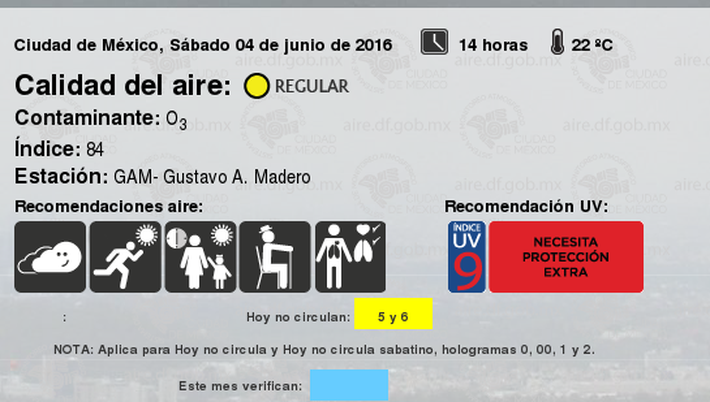 Ciudad de México, Sábado 04 de junio de 2016 14 horas 22 ºC
Calidad del aire: REGULAR
Contaminante: O3
Índice: 84
Estación: GAM- Gustavo A. Madero
Recomendaciones aire: Recomendación UV:
ÍNDICE
UV
9
NECESITA
PROTECCIÓN
EXTRA
: Hoy no circulan: 5 y 6
NOTA: Aplica para Hoy no circula y Hoy no circula sabatino, hologramas 0, 00, 1 y 2.
Este mes verifican:
aire.df.gob.mx
CIUDAD
DE MÉXICO